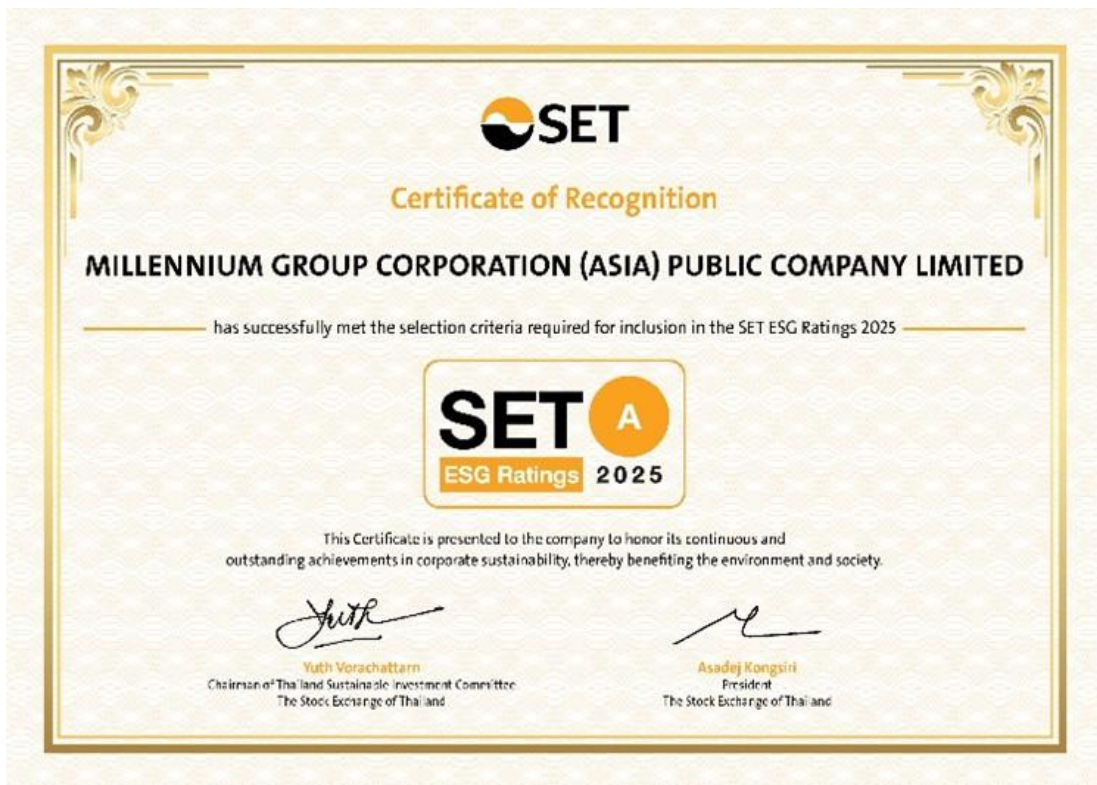 SET
Certificate of Recognition
MILLENNIUM GROUP CORPORATION (ASIA) PUBLIC COMPANY LIMITED
has successfully met the selection criteria required for inclusion in the SET ESG Ratings 2025
SET A
ESG Ratings 2025
This Certificate is presented to the company to honor its continuous and
outstanding achievements in corporate sustainability, thereby benefiting the environment and society.
Yuth
Yuth Vorachattarn
Chairman of Thailand Sustainable Investment Committee
The Stock Exchange of Thailand
Asadej Kongsiri
President
The Stock Exchange of Thailand